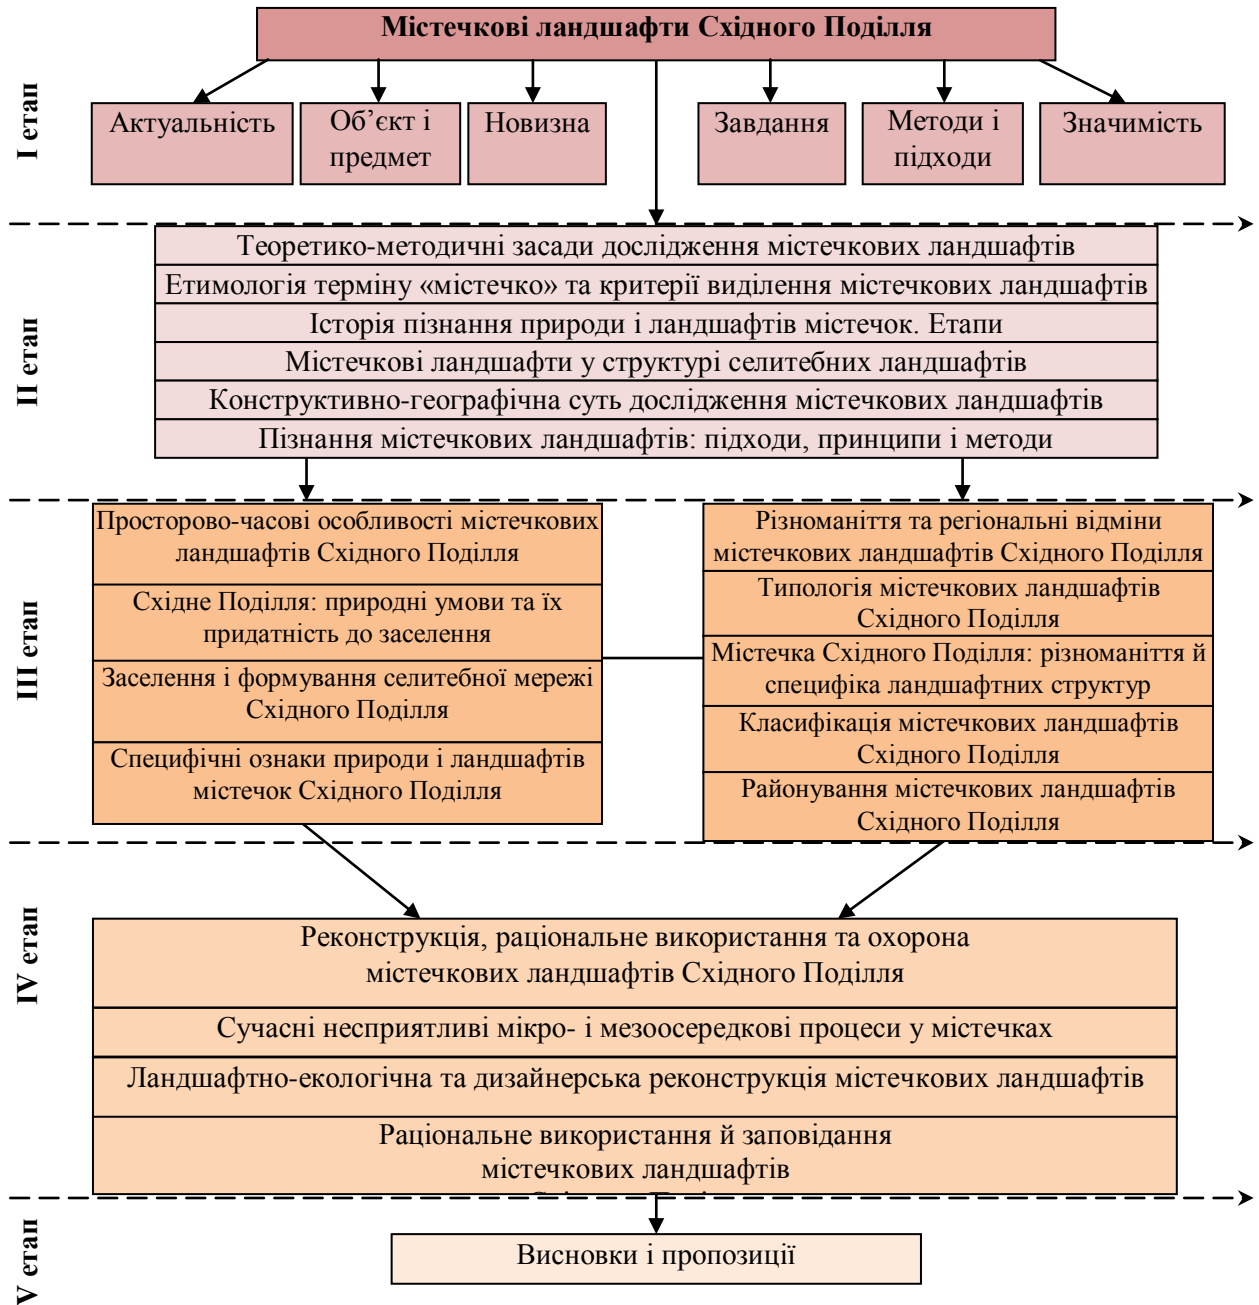 Містечкові ландшафти Східного Поділля
І етап
Актуальність
Об’єкт і
предмет
Новизна
Завдання
Методи і
підходи
Значимість
ІІ етап
Теоретико-методичні засади дослідження містечкових ландшафтів
Етимологія терміну «містечко» та критерії виділення містечкових ландшафтів
Історія пізнання природи і ландшафтів містечок. Етапи
Містечкові ландшафти у структурі селитебних ландшафтів
Конструктивно-географічна суть дослідження містечкових ландшафтів
Пізнання містечкових ландшафтів: підходи, принципи і методи
ІІІ етап
Просторово-часові особливості містечкових
ландшафтів Східного Поділля
Східне Поділля: природні умови та їх
придатність до заселення
Заселення і формування селитебної мережі
Східного Поділля
Специфічні ознаки природи і ландшафтів
містечок Східного Поділля
Різноманіття та регіональні відміни
містечкових ландшафтів Східного Поділля
Типологія містечкових ландшафтів
Східного Поділля
Містечка Східного Поділля: різноманіття й
специфіка ландшафтних структур
Класифікація містечкових ландшафтів
Східного Поділля
Районування містечкових ландшафтів
Східного Поділля
IV етап
Реконструкція, раціональне використання та охорона
містечкових ландшафтів Східного Поділля
Сучасні несприятливі мікро- і мезоосередкові процеси у містечках
Ландшафтно-екологічна та дизайнерська реконструкція містечкових ландшафтів
Раціональне використання й заповідання
містечкових ландшафтів
V етап
Висновки і пропозиції